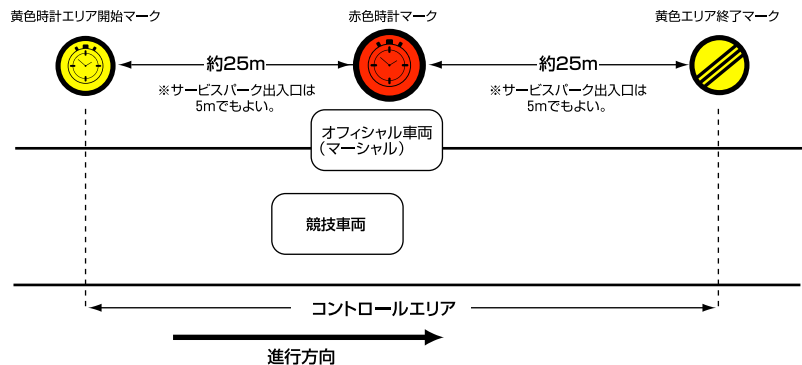 黄色時計エリア開始マーク
赤色時計マーク
黄色エリア終了マーク
約25m
約25m
※サービスパーク出入口は
5mでもよい。
※サービスパーク出入口は
5mでもよい。
オフィシャル車両
（マーシャル）
競技車両
コントロールエリア
進行方向